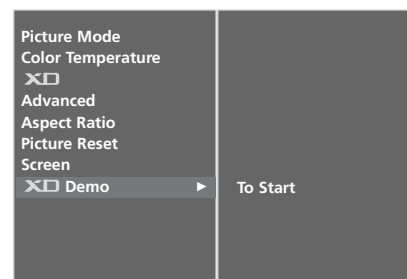 Picture Mode
Color Temperature
XD
Advanced
Aspect Ratio
Picture Reset
Screen
XD Demo ► To Start